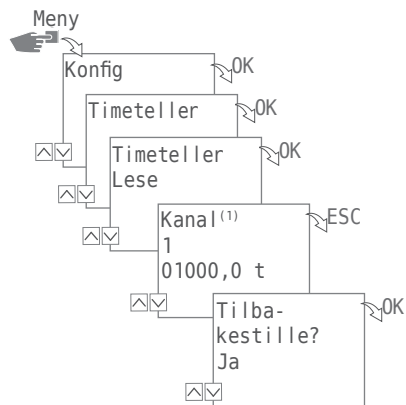 Meny
Konfig
OK
Timeteller
OK
Timeteller
Lese
OK
Kanal(1)
1
01000,0 t
ESC
Tilba-
kestille?
Ja
OK